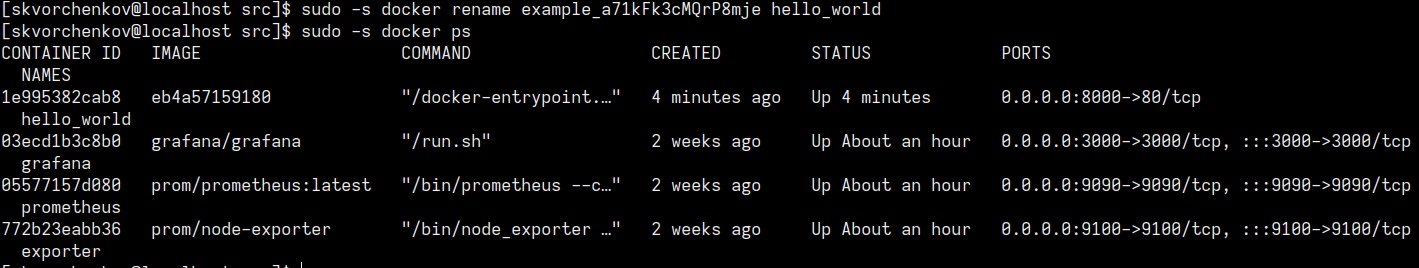 [skvorchenkov@localhost src]$ sudo -s docker rename example_a71kFk3cMQrP8mje hello_world
[skvorchenkov@localhost src]$ sudo -s docker ps
CONTAINER ID   IMAGE                    COMMAND                  CREATED         STATUS             PORTS
  NAMES
1e995382cab8   eb4a57159180             "/docker-entrypoint.…"   4 minutes ago   Up 4 minutes       0.0.0.0:8000->80/tcp
  hello_world
03ecd1b3c8b0   grafana/grafana          "/run.sh"                2 weeks ago     Up About an hour   0.0.0.0:3000->3000/tcp, :::3000->3000/tcp
  grafana
05577157d080   prom/prometheus:latest   "/bin/prometheus --c…"   2 weeks ago     Up About an hour   0.0.0.0:9090->9090/tcp, :::9090->9090/tcp
  prometheus
772b23eabb36   prom/node-exporter       "/bin/node_exporter …"   2 weeks ago     Up About an hour   0.0.0.0:9100->9100/tcp, :::9100->9100/tcp
  exporter
[skvorchenkov@localhost src]$